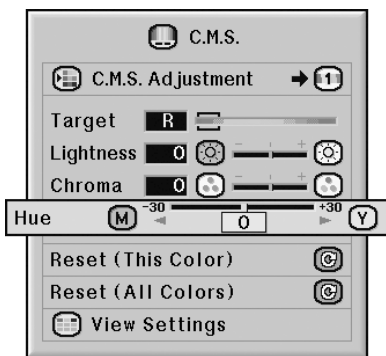 C.M.S.
C.M.S. Adjustment 1
Target R
Lightness 0 - +
Chroma 0 - +
Hue M -30 0 +30 Y
Reset (This Color)
Reset (All Colors)
View Settings